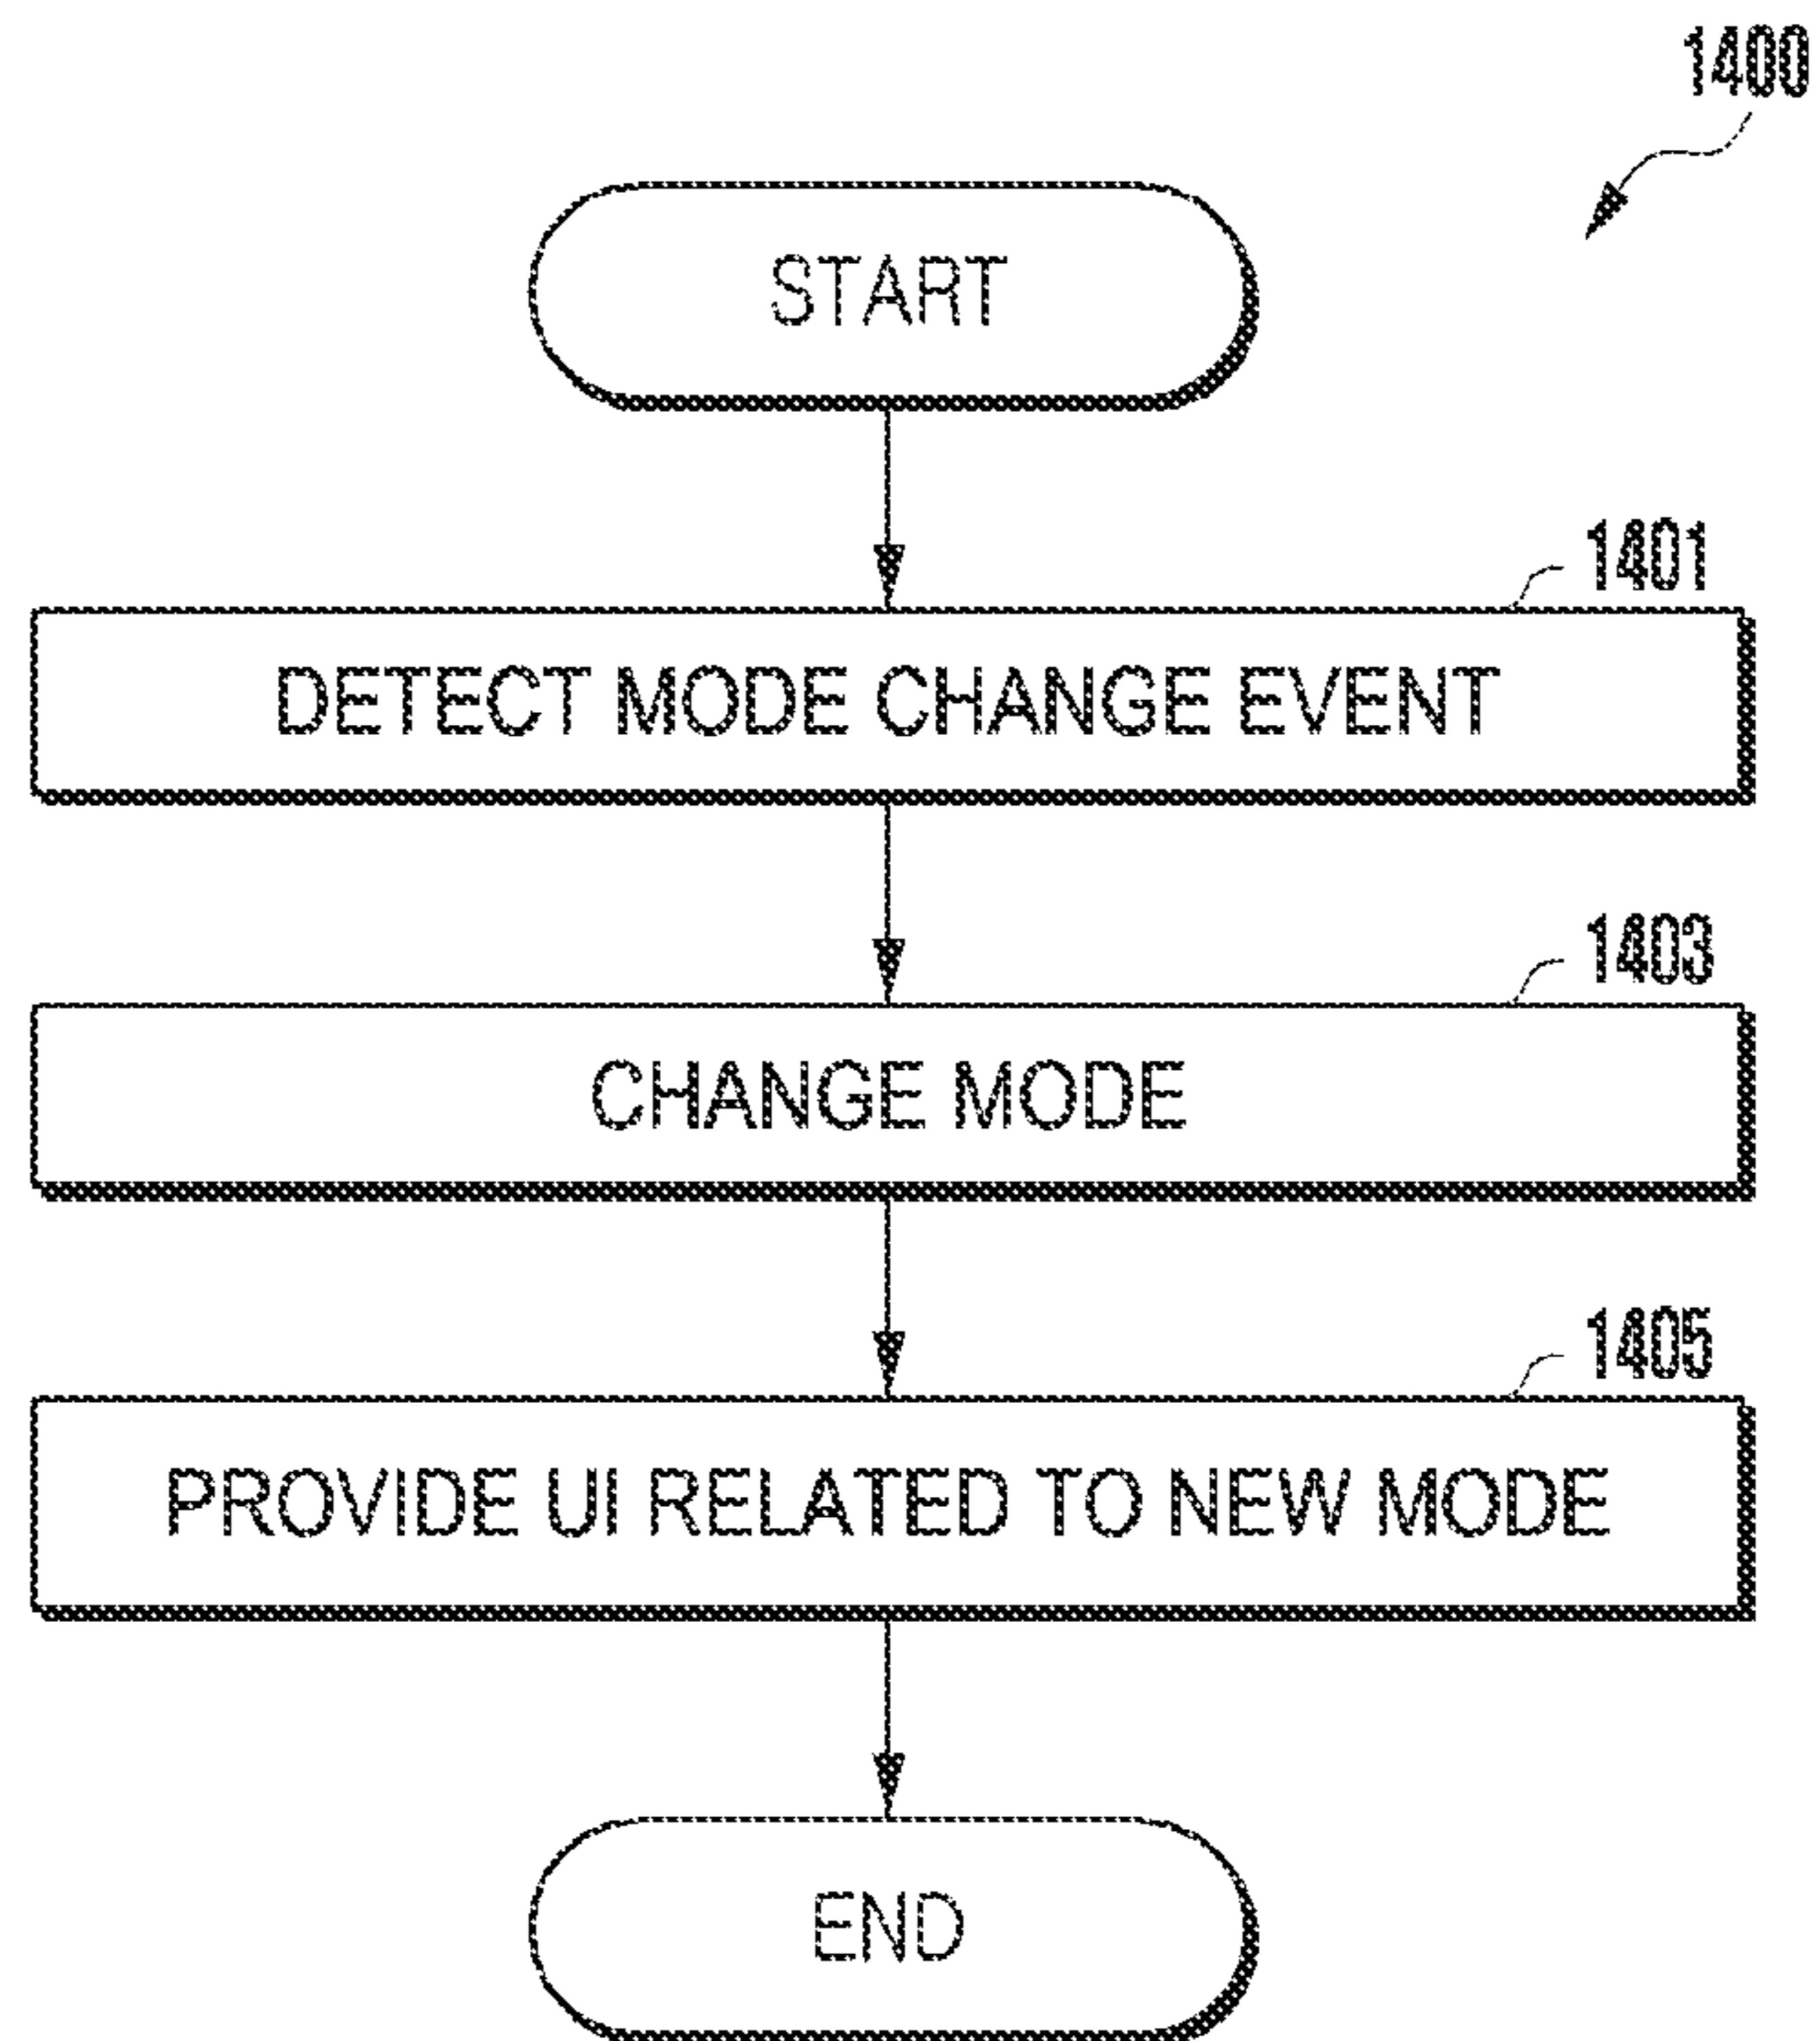 1400
START
1401
DETECT MODE CHANGE EVENT
1403
CHANGE MODE
1405
PROVIDE UI RELATED TO NEW MODE
END